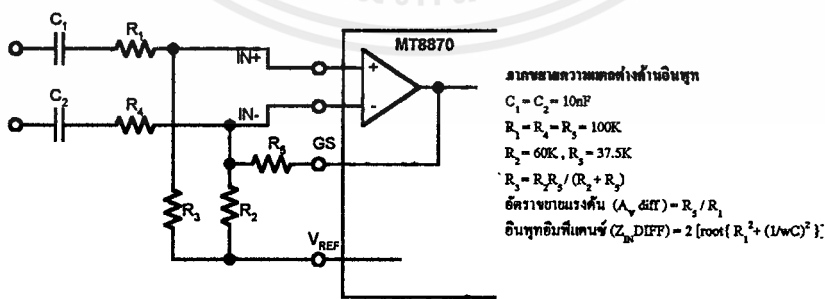 C₁
R₁
IN+
MT8870
+
C₂
R₄
IN-
-
R₅
GS
R₃
R₂
V_REF
ภาคขยายความแตกต่างด้านอินพุท
C₁ = C₂ = 10nF
R₁ = R₄ = R₅ = 100K
R₂ = 60K , R₃ = 37.5K
R₃ = R₂R₅ / (R₂ + R₅)
อัตราขยายแรงดัน (A_V diff) = R₅ / R₁
อินพุทอิมพีแดนซ์ (Z_IN DIFF) = 2 [root{ R₁² + (1/wC)² }]